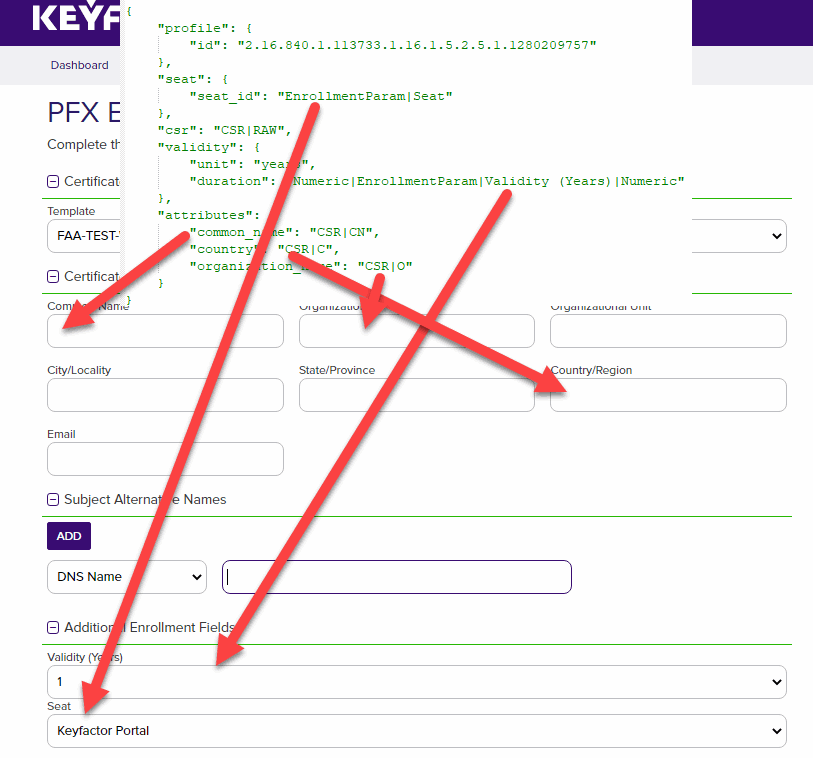 KEYF
{
"profile": {
"id": "2.16.840.1.113733.1.16.1.5.2.5.1.1280209757"
},
"seat": {
"seat_id": "EnrollmentParam|Seat"
},
"csr": "CSR|RAW",
"validity": {
"unit": "years",
"duration": "Numeric|EnrollmentParam|Validity (Years)|Numeric"
},
"attributes":
"common_name": "CSR|CN",
"country": "CSR|C",
"organization_name": "CSR|O"
}
}
Dashboard
PFX E
Complete th
Certificat
Template
FAA-TEST-
Certificat
Common Name
Organization
Organizational Unit
City/Locality
State/Province
Country/Region
Email
Subject Alternative Names
ADD
DNS Name
Additional Enrollment Fields
Validity (Years)
1
Seat
Keyfactor Portal